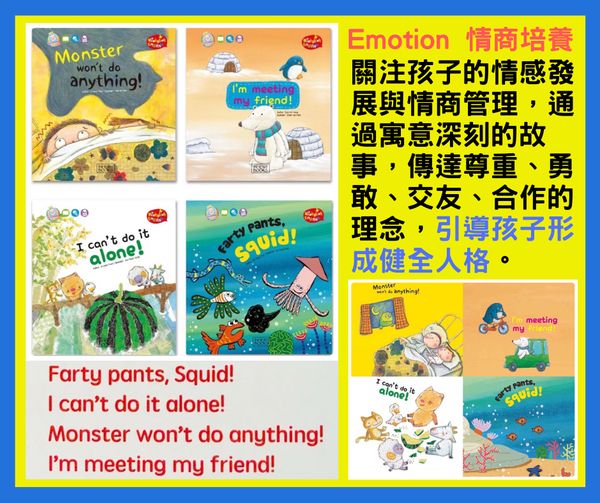 Monster
won't do
anything!
I'm meeting
my friend!
I can't do it
alone!
Farty pants,
Squid!
Emotion 情商培養
關注孩子的情感發
展與情商管理，通
過寓意深刻的故
事，傳達尊重、勇
敢、交友、合作的
理念，引導孩子形
成健全人格。
Monster
won't do anything!
I'm meeting
my friend!
I can't do it
alone!
Farty pants,
Squid!
Farty pants, Squid!
I can't do it alone!
Monster won't do anything!
I'm meeting my friend!